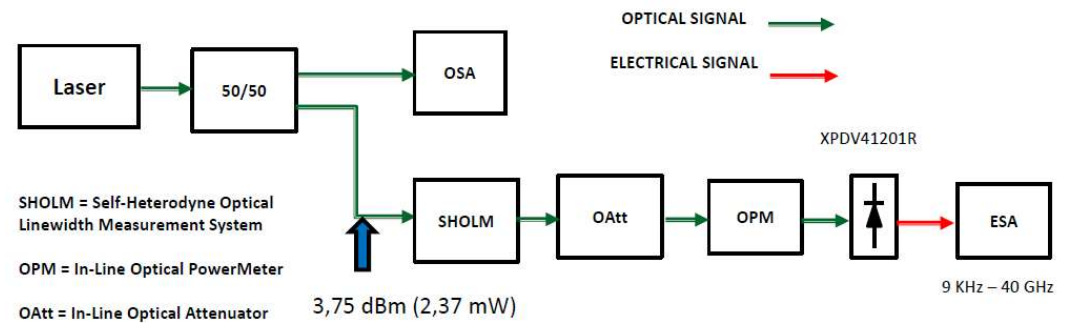 OPTICAL SIGNAL
ELECTRICAL SIGNAL
Laser
50/50
OSA
XPDV41201R
SHOLM = Self-Heterodyne Optical
Linewidth Measurement System
SHOLM
OAtt
OPM
ESA
OPM = In-Line Optical PowerMeter
9 KHz – 40 GHz
OAtt = In-Line Optical Attenuator
3,75 dBm (2,37 mW)